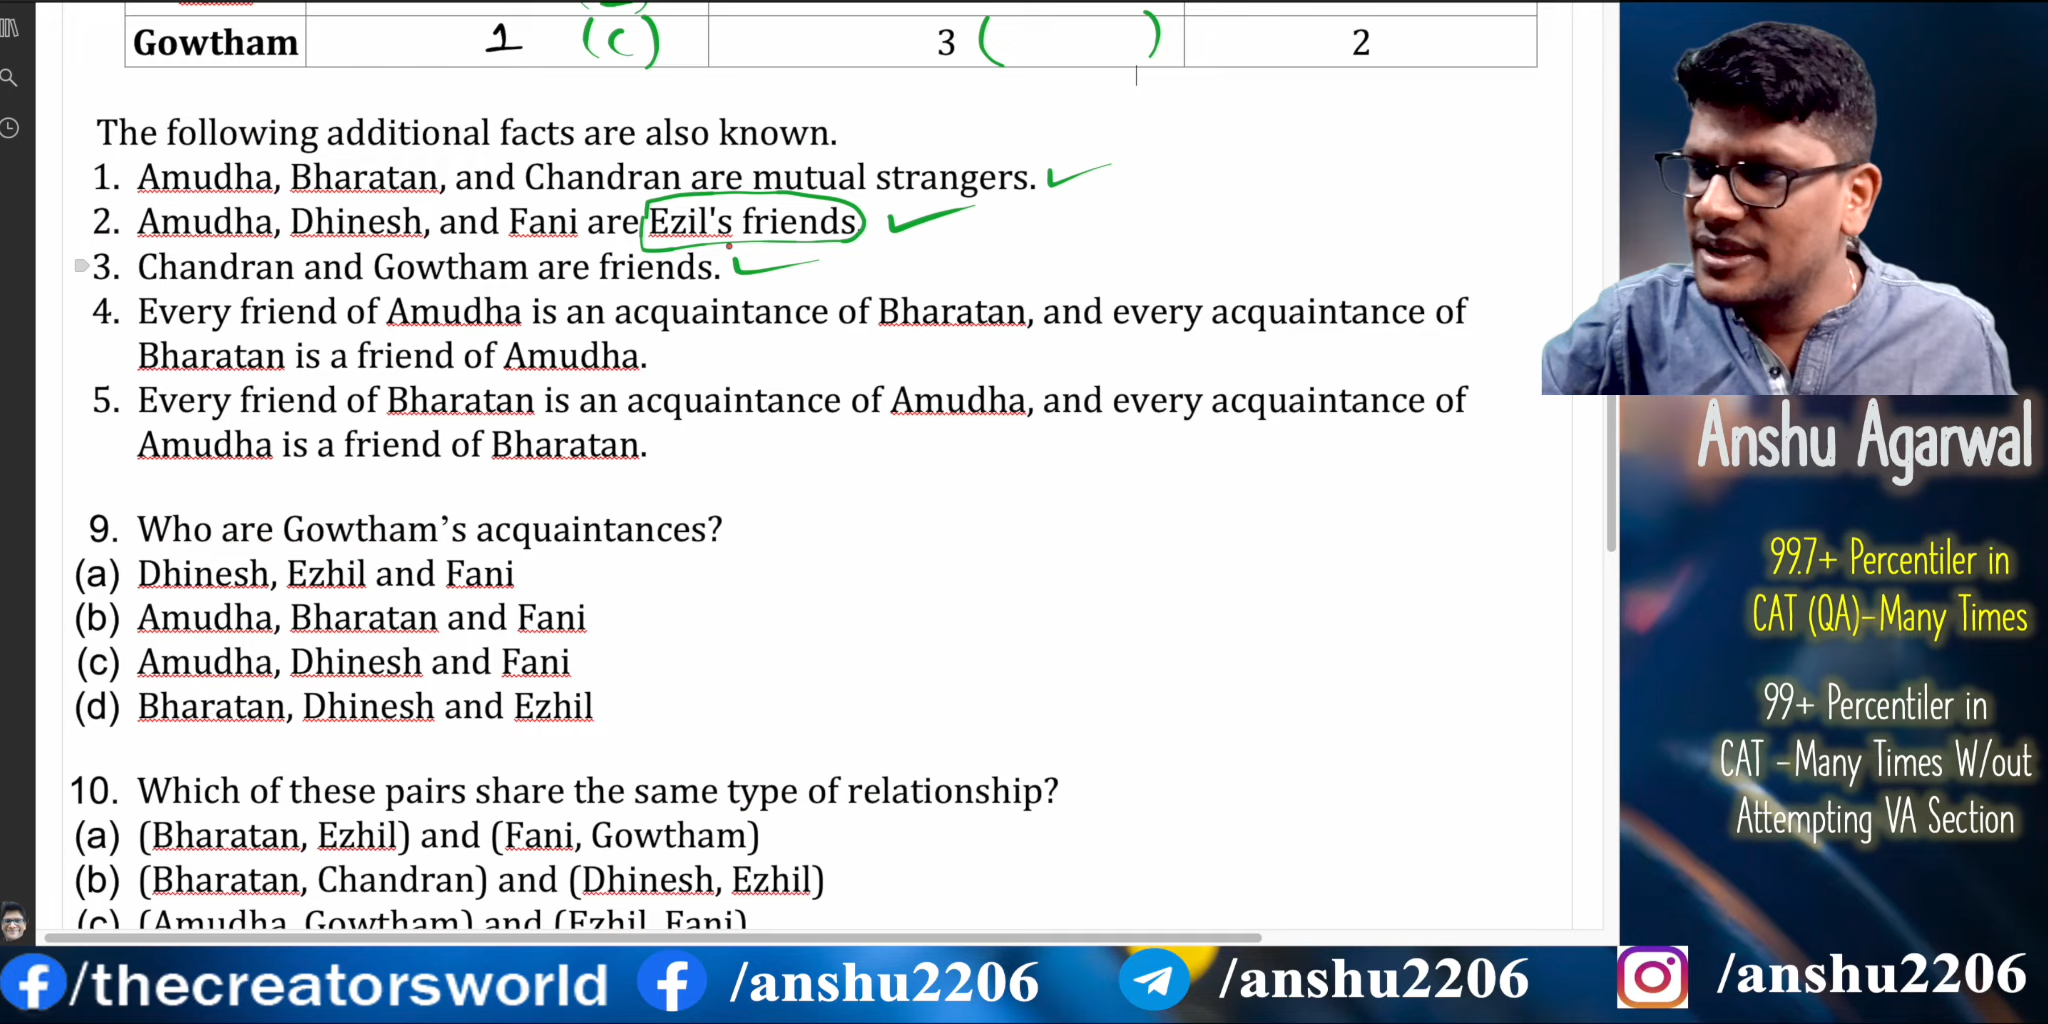 Gowtham 1 (C) 3 ( ) 2
The following additional facts are also known.
1. Amudha, Bharatan, and Chandran are mutual strangers.
2. Amudha, Dhinesh, and Fani are Ezil's friends
3. Chandran and Gowtham are friends.
4. Every friend of Amudha is an acquaintance of Bharatan, and every acquaintance of
Bharatan is a friend of Amudha.
5. Every friend of Bharatan is an acquaintance of Amudha, and every acquaintance of
Amudha is a friend of Bharatan.
9. Who are Gowtham’s acquaintances?
(a) Dhinesh, Ezhil and Fani
(b) Amudha, Bharatan and Fani
(c) Amudha, Dhinesh and Fani
(d) Bharatan, Dhinesh and Ezhil
10. Which of these pairs share the same type of relationship?
(a) (Bharatan, Ezhil) and (Fani, Gowtham)
(b) (Bharatan, Chandran) and (Dhinesh, Ezhil)
(c) (Amudha, Gowtham) and (Ezhil, Fani)
Anshu Agarwal
99.7+ Percentiler in
CAT (QA)-Many Times
99+ Percentiler in
CAT -Many Times W/out
Attempting VA Section
/thecreatorsworld /anshu2206 /anshu2206 /anshu2206